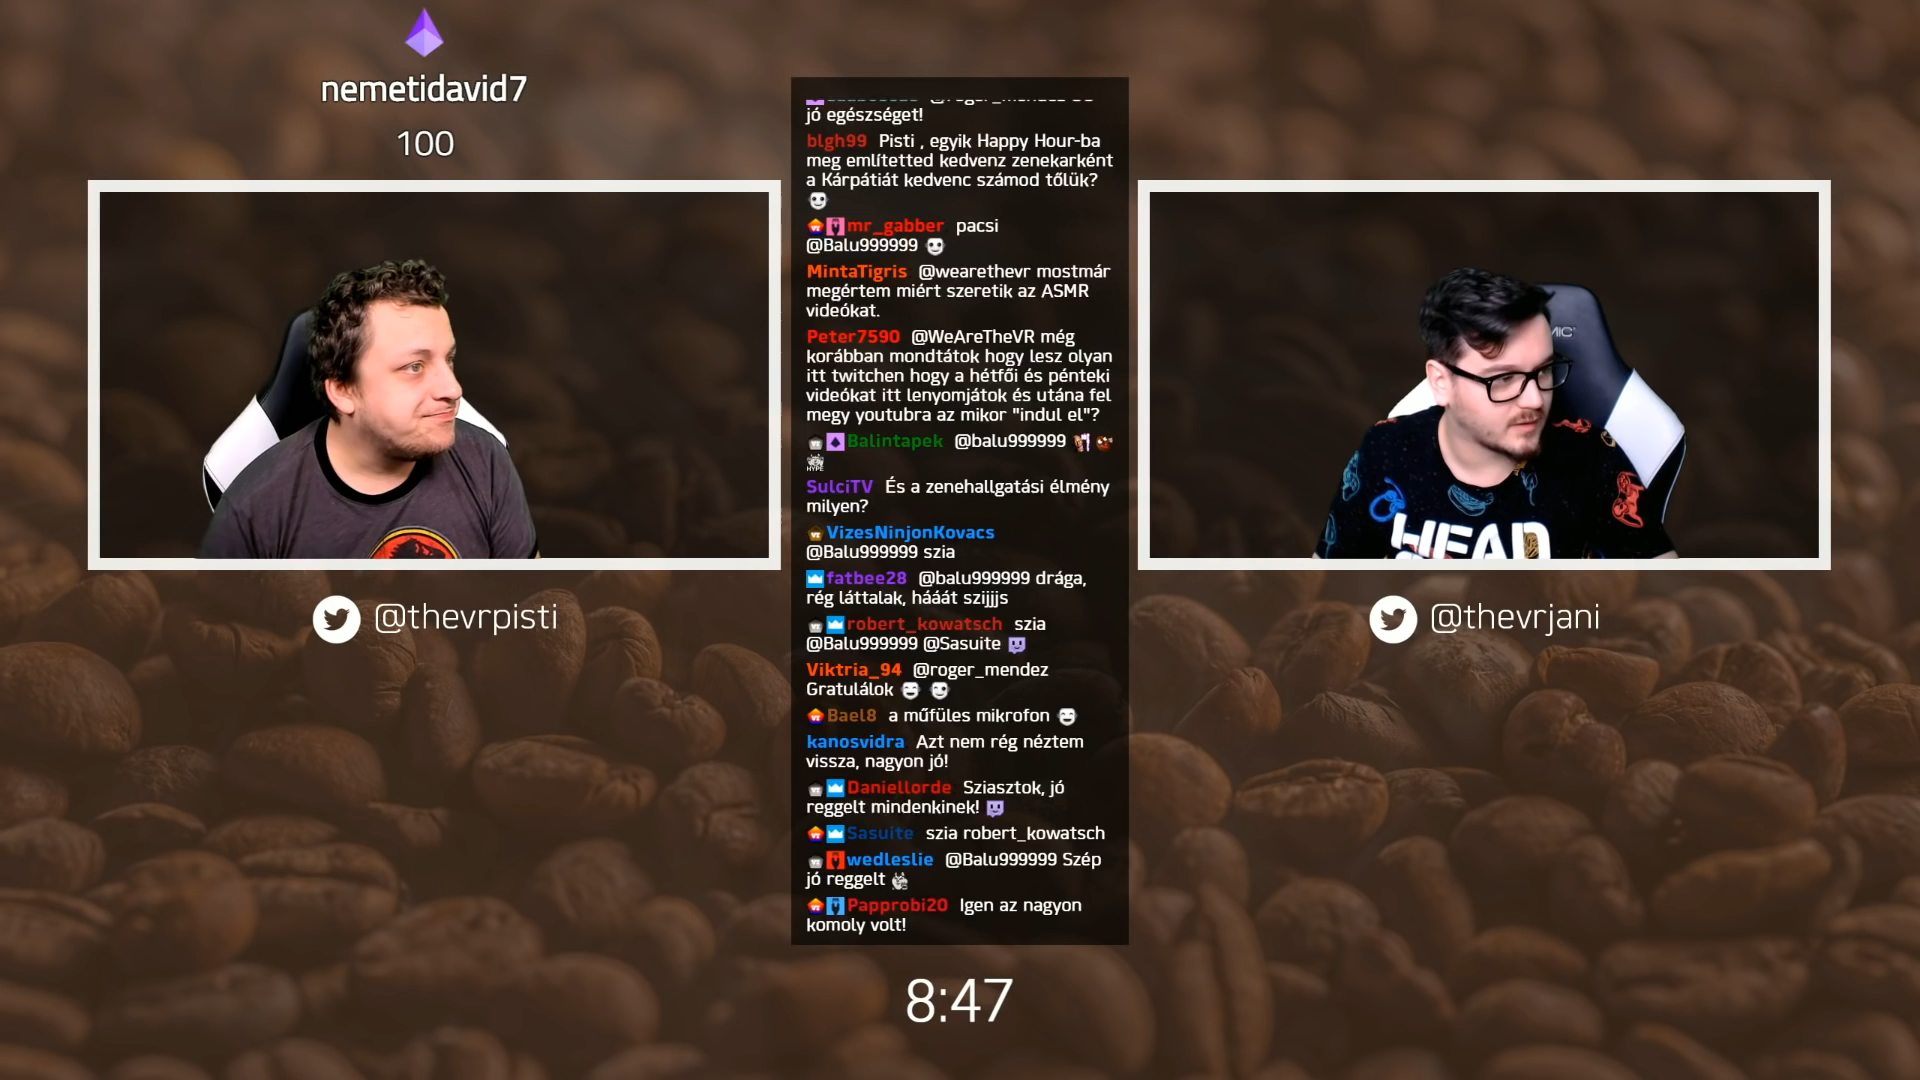 nemetidavid7
100
jó egészséget!
blgh99 Pisti , egyik Happy Hour-ba
meg említetted kedvenz zenekarként
a Kárpátiát kedvenc számod tőlük?
mr_gabber pacsi
@Balu999999
MintaTigris @wearethevr mostmár
megértem miért szeretik az ASMR
videókat.
Peter7590 @WeAreTheVR még
korábban mondtátok hogy lesz olyan
itt twitchen hogy a hétfői és pénteki
videókat itt lenyomjátok és utána fel
megy youtubra az mikor "indul el"?
Balintapek @balu999999
HYPE
SulciTV És a zenehallgatási élmény
milyen?
VizesNinjonKovacs
@Balu999999 szia
fatbee28 @balu999999 drága,
rég láttalak, hááát szijjjs
robert_kowatsch szia
@Balu999999 @Sasuite
Viktria_94 @roger_mendez
Gratulálok
Bael8 a műfüles mikrofon
kanosvidra Azt nem rég néztem
vissza, nagyon jó!
Daniellorde Sziasztok, jó
reggelt mindenkinek!
Sasuite szia robert_kowatsch
wedleslie @Balu999999 Szép
jó reggelt
Papprobi20 Igen az nagyon
komoly volt!
HEAD
@thevrpisti
@thevrjani
8:47